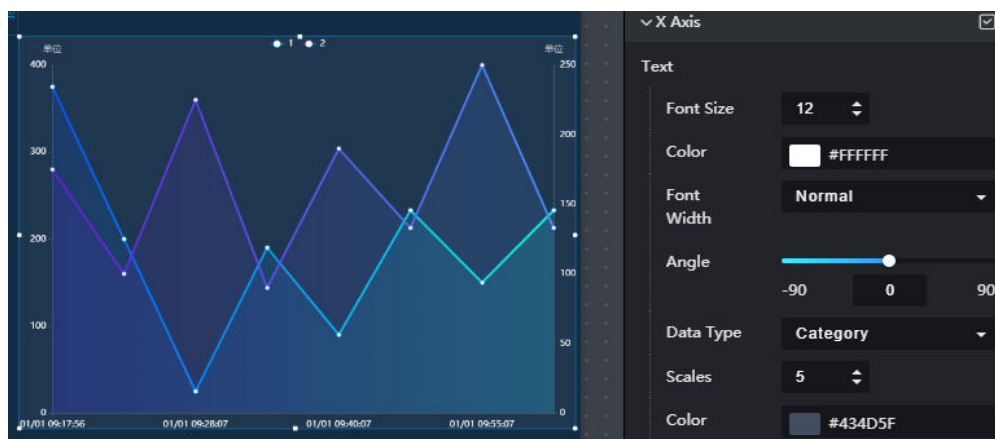 1 2
单位
单位
400
300
200
100
0
250
200
150
100
50
0
01/01 09:17:56 01/01 09:28:07 01/01 09:40:07 01/01 09:55:07
X Axis
Text
Font Size 12
Color #FFFFFF
Font
Width
Normal
Angle
-90 0 90
Data Type Category
Scales 5
Color #434D5F